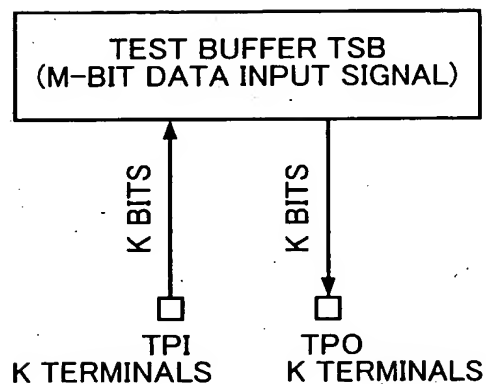 TEST BUFFER TSB
(M-BIT DATA INPUT SIGNAL)
K BITS
K BITS
TPI
K TERMINALS
TPO
K TERMINALS